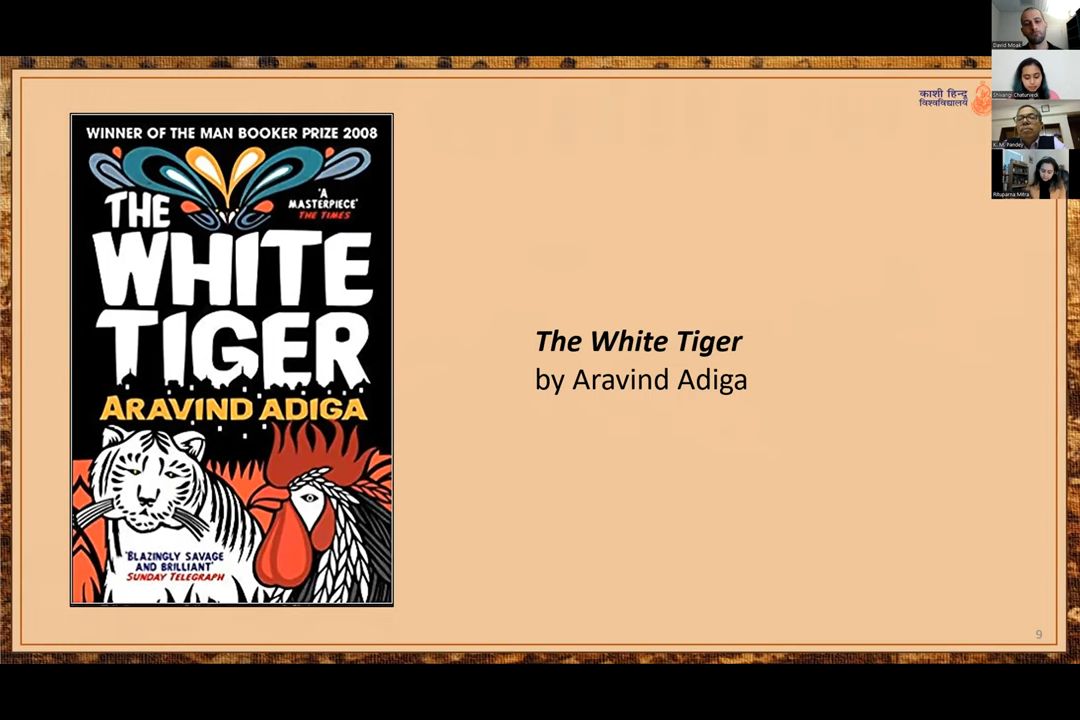 WINNER OF THE MAN BOOKER PRIZE 2008
'A
MASTERPIECE'
THE TIMES
THE
WHITE
TIGER
ARAVIND ADIGA
'BLAZINGLY SAVAGE
AND BRILLIANT'
SUNDAY TELEGRAPH
The White Tiger
by Aravind Adiga
काशी हिन्दू
विश्वविद्यालय
David Moak
Shivangi Chaturvedi
K. M. Pandey
Rituparna Mitra
9